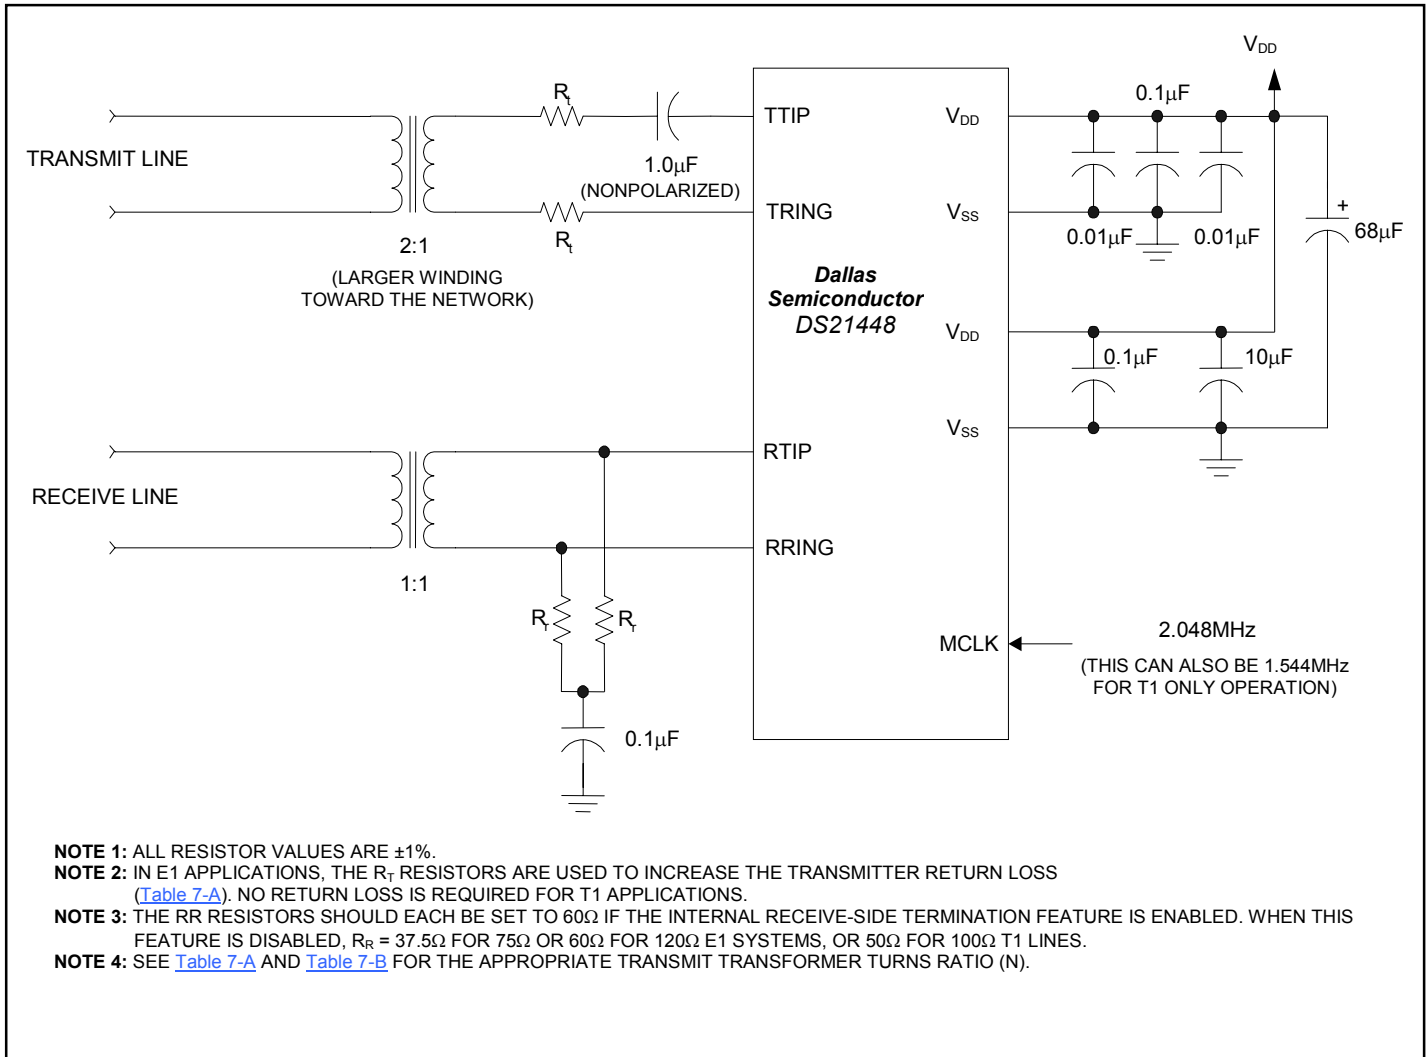 V_DD
R_t
TTIP
V_DD
0.1μF
TRANSMIT LINE
1.0μF
(NONPOLARIZED)
TRING
V_SS
R_t
0.01μF
0.01μF
+
68μF
2:1
(LARGER WINDING
TOWARD THE NETWORK)
Dallas
Semiconductor
DS21448
V_DD
0.1μF
10μF
V_SS
RTIP
RECEIVE LINE
RRING
1:1
R_r
R_r
MCLK
2.048MHz
(THIS CAN ALSO BE 1.544MHz
FOR T1 ONLY OPERATION)
0.1μF
NOTE 1: ALL RESISTOR VALUES ARE ±1%.
NOTE 2: IN E1 APPLICATIONS, THE R_T RESISTORS ARE USED TO INCREASE THE TRANSMITTER RETURN LOSS
(Table 7-A). NO RETURN LOSS IS REQUIRED FOR T1 APPLICATIONS.
NOTE 3: THE RR RESISTORS SHOULD EACH BE SET TO 60Ω IF THE INTERNAL RECEIVE-SIDE TERMINATION FEATURE IS ENABLED. WHEN THIS
FEATURE IS DISABLED, R_R = 37.5Ω FOR 75Ω OR 60Ω FOR 120Ω E1 SYSTEMS, OR 50Ω FOR 100Ω T1 LINES.
NOTE 4: SEE Table 7-A AND Table 7-B FOR THE APPROPRIATE TRANSMIT TRANSFORMER TURNS RATIO (N).